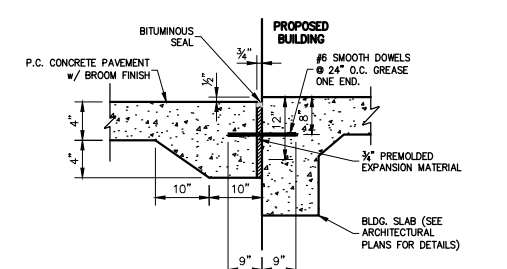 BITUMINOUS
SEAL
PROPOSED
BUILDING
P.C. CONCRETE PAVEMENT
w/ BROOM FINISH
¾"
½"
#6 SMOOTH DOWELS
@ 24" O.C. GREASE
ONE END.
4"
4"
12"
8"
10"
10"
¾" PREMOLDED
EXPANSION MATERIAL
BLDG. SLAB (SEE
ARCHITECTURAL
PLANS FOR DETAILS)
9"
9"